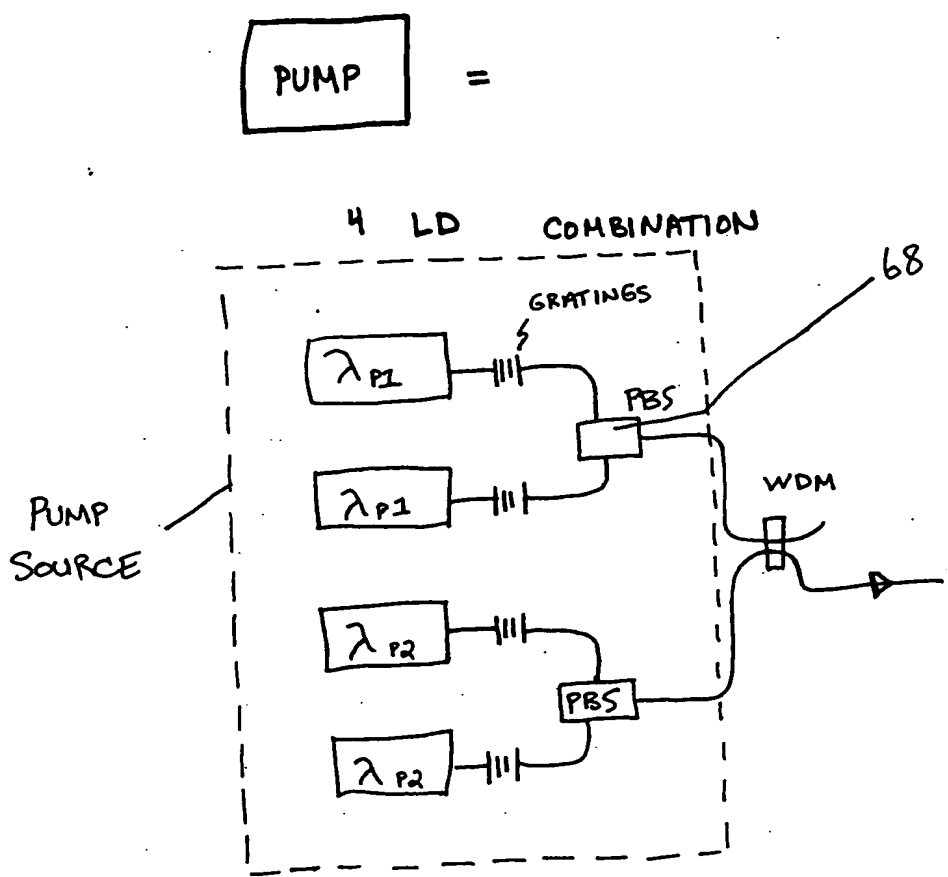 PUMP =
4 LD COMBINATION
68
GRATINGS
λP1
PBS
λP1
WDM
PUMP
SOURCE
λP2
PBS
λP2